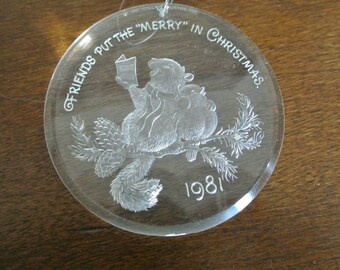 FRIENDS PUT THE "MERRY" IN CHRISTMAS.
1981